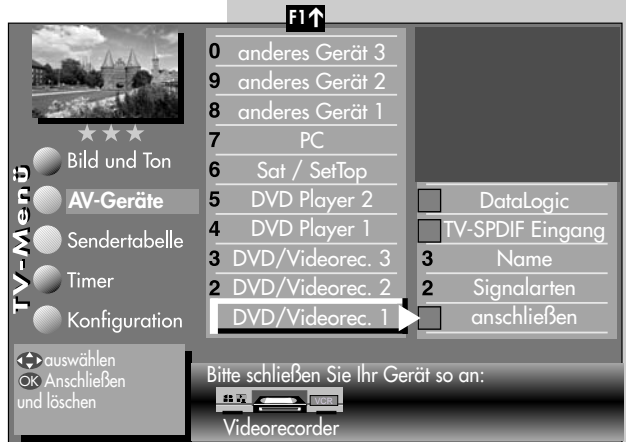 F1↑
TV-Menü
Bild und Ton
AV-Geräte
Sendertabelle
Timer
Konfiguration
0 anderes Gerät 3
9 anderes Gerät 2
8 anderes Gerät 1
7 PC
6 Sat / SetTop
5 DVD Player 2
4 DVD Player 1
3 DVD/Videorec. 3
2 DVD/Videorec. 2
DVD/Videorec. 1
DataLogic
TV-SPDIF Eingang
3 Name
2 Signalarten
anschließen
auswählen
OK Anschließen
und löschen
Bitte schließen Sie Ihr Gerät so an:
VCR
Videorecorder